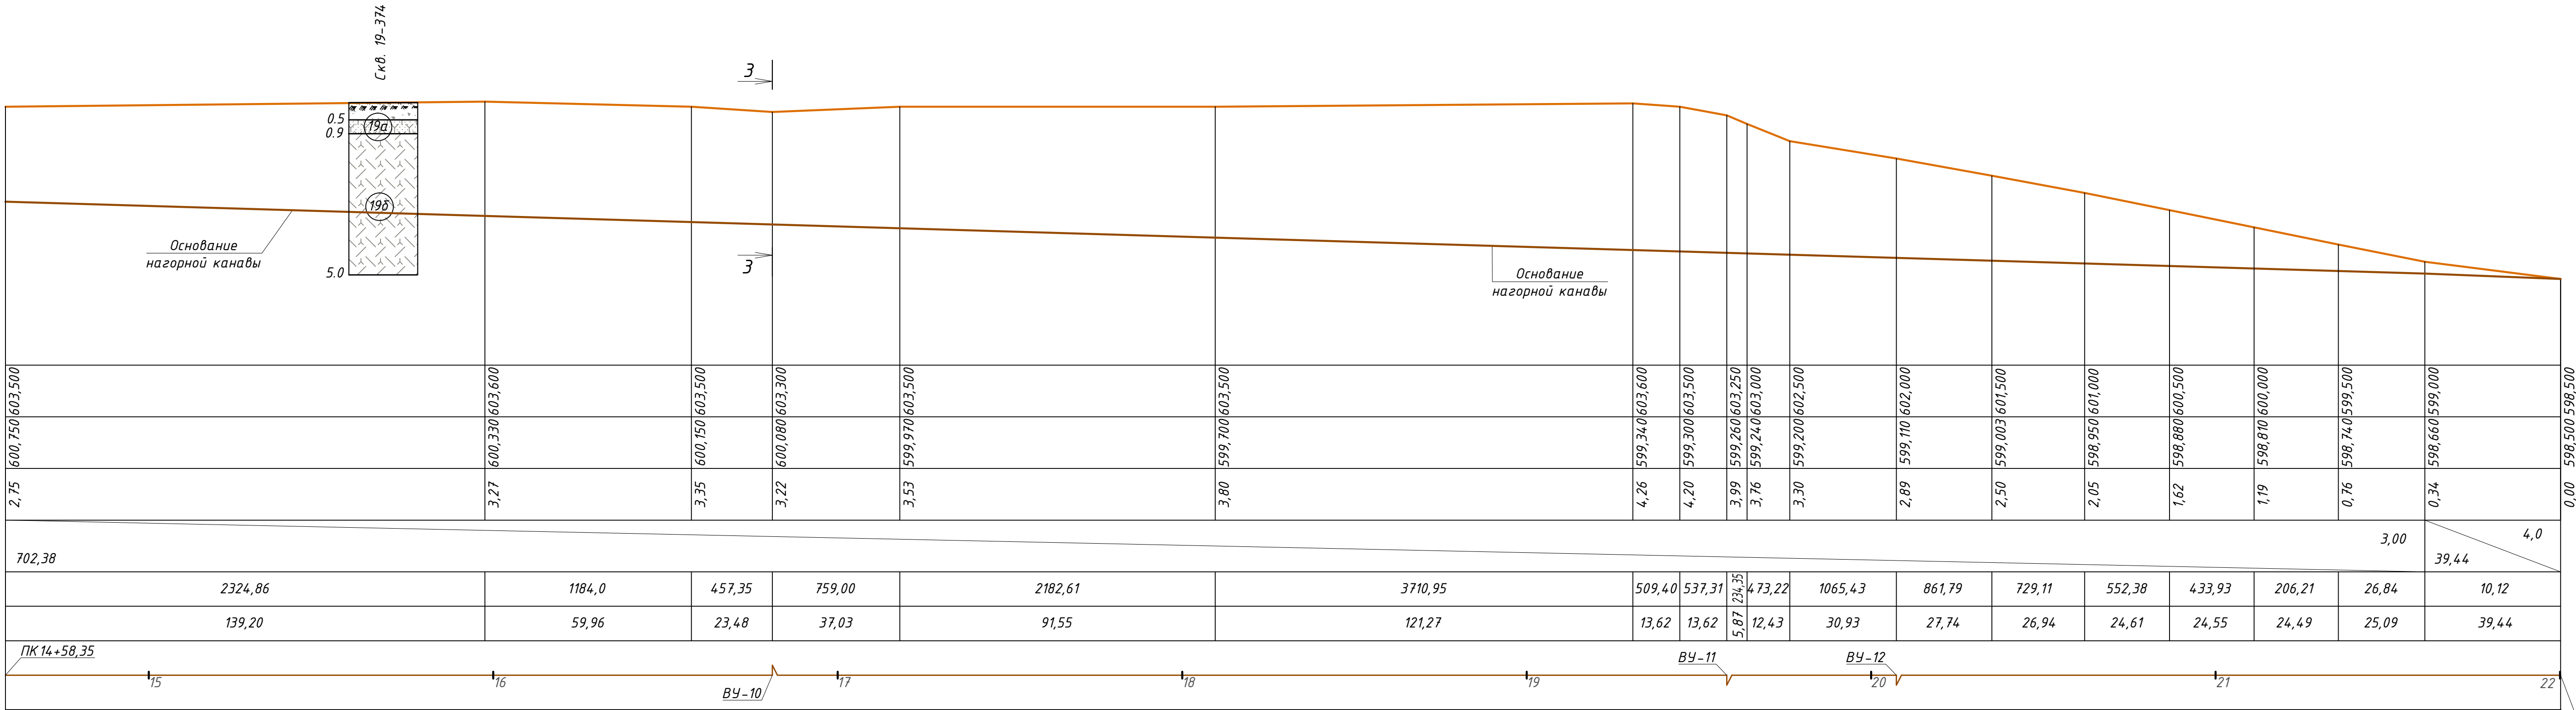 Скв. 19-374
3
0.5
19а
0.9
19б
5.0
Основание
нагорной канавы
3
Основание
нагорной канавы
603,500 603,600 603,500 603,300 603,500 603,500 603,600 603,500 603,250 603,000 602,500 602,000 601,500 601,000 600,500 600,000 599,500 599,000 598,500
600,750 600,330 600,150 600,080 599,970 599,700 599,340 599,300 599,260 599,240 599,200 599,110 599,003 598,950 598,880 598,810 598,740 598,660 598,500
2,75 3,27 3,35 3,22 3,53 3,80 4,26 4,20 3,99 3,76 3,30 2,89 2,50 2,05 1,62 1,19 0,76 0,34 0,00
3,00 4,0
702,38 39,44
2324,86 1184,0 457,35 759,00 2182,61 3710,95 509,40 537,31 234,35 473,22 1065,43 861,79 729,11 552,38 433,93 206,21 26,84 10,12
139,20 59,96 23,48 37,03 91,55 121,27 13,62 13,62 5,87 12,43 30,93 27,74 26,94 24,61 24,55 24,49 25,09 39,44
ПК14+58,35 ВУ-11 ВУ-12
15 16 17 18 19 20 21 22
ВУ-10